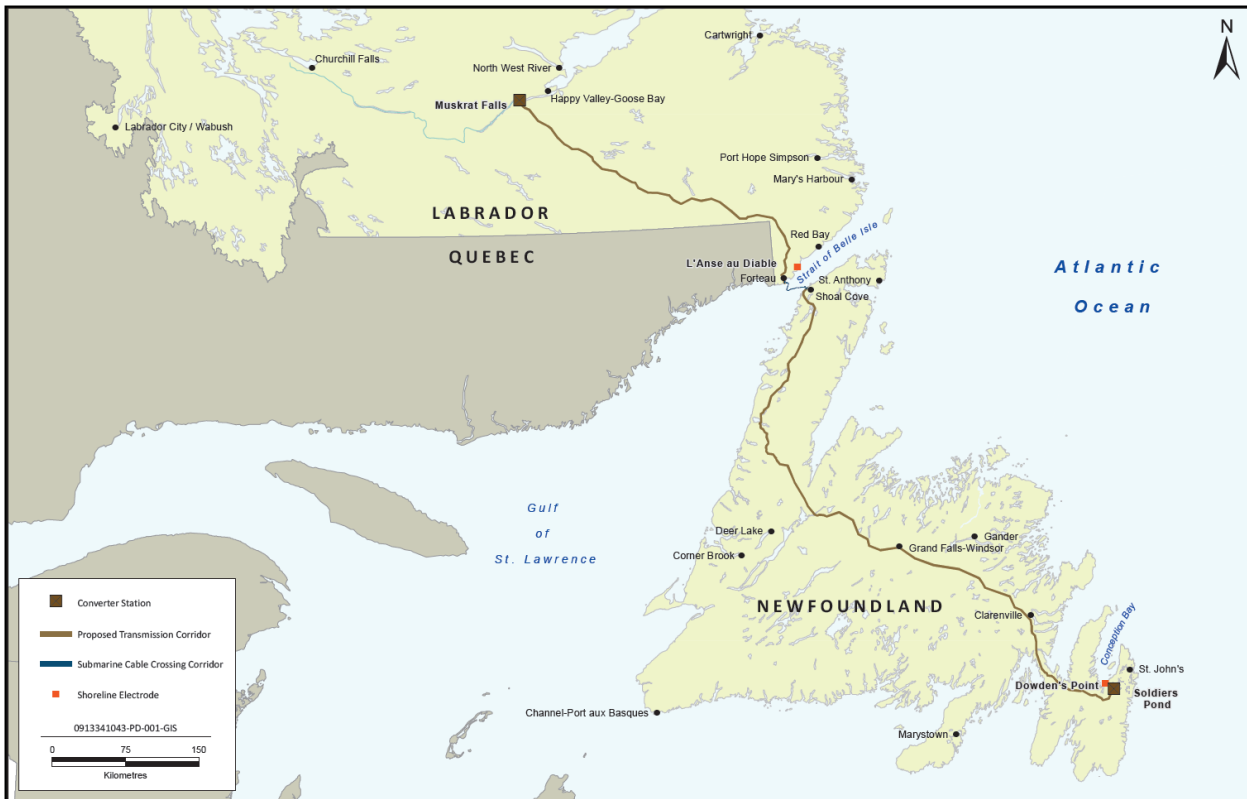 N
Cartwright
Churchill Falls
North West River
Happy Valley-Goose Bay
Muskrat Falls
Labrador City / Wabush
Port Hope Simpson
Mary's Harbour
LABRADOR
QUEBEC
Red Bay
Strait of Belle Isle
L'Anse au Diable
Forteau
St. Anthony
Shoal Cove
Atlantic
Ocean
Gulf
of
St. Lawrence
Deer Lake
Corner Brook
Gander
Grand Falls-Windsor
NEWFOUNDLAND
Clarenville
Conception Bay
St. John's
Dowden's Point
Soldiers
Pond
Channel-Port aux Basques
Marystown
Converter Station
Proposed Transmission Corridor
Submarine Cable Crossing Corridor
Shoreline Electrode
0913341043-PD-001-GIS
0 75 150
Kilometres